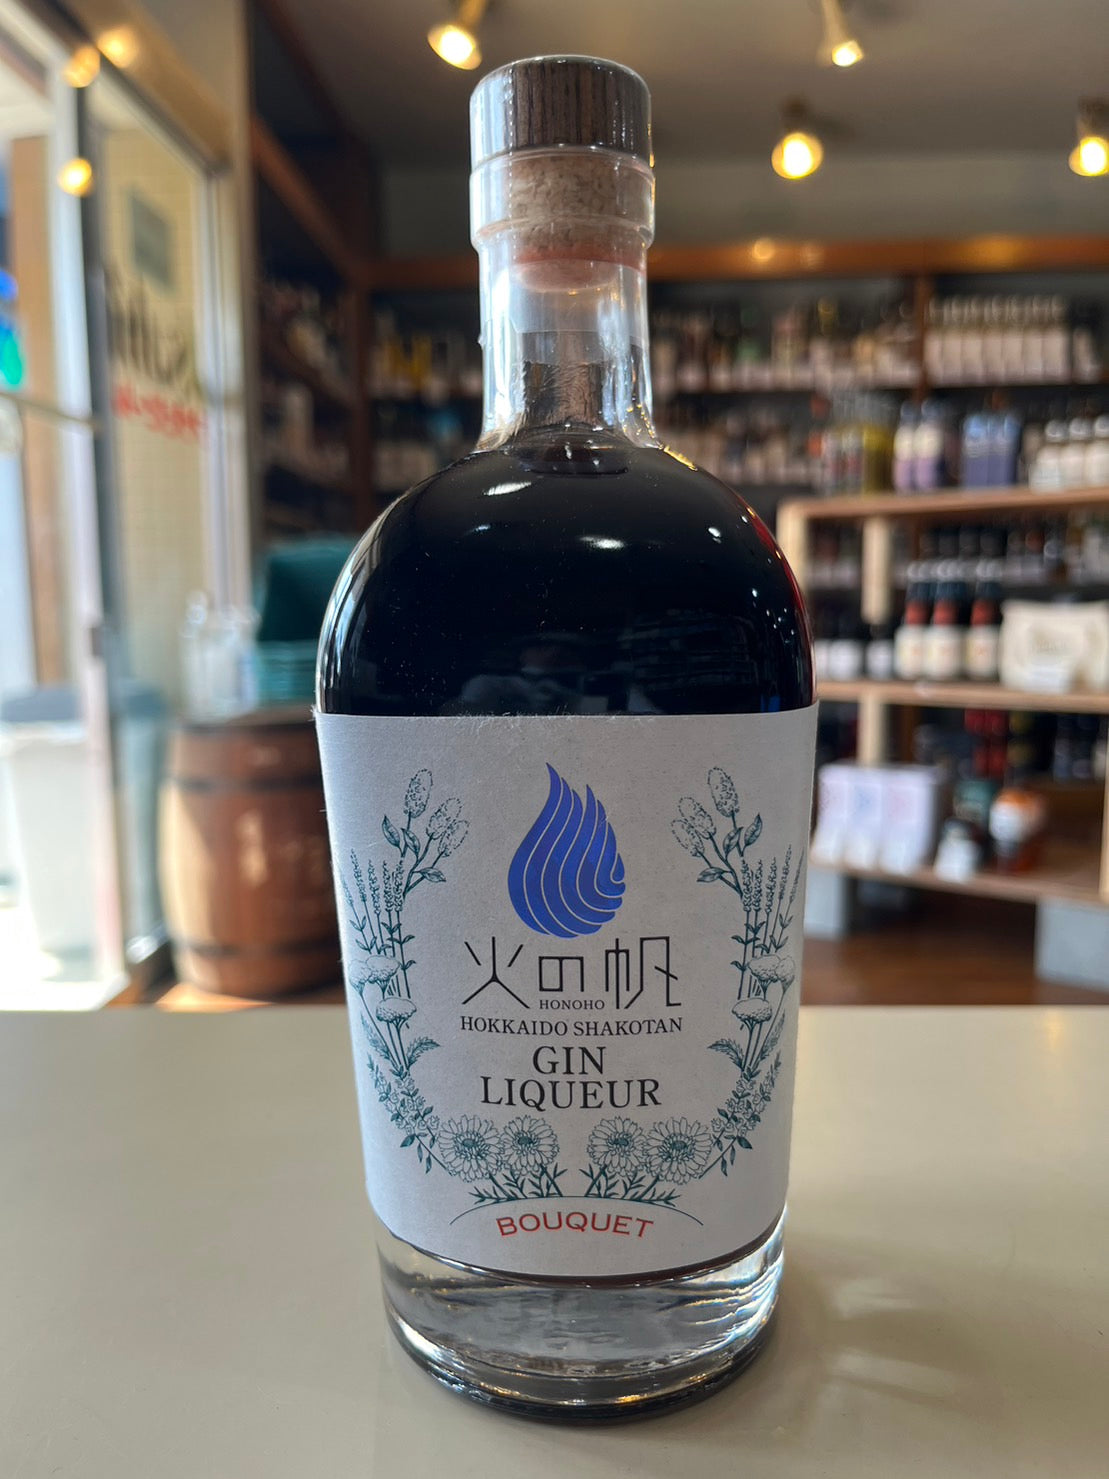 火の帆
HONOHO
HOKKAIDO SHAKOTAN
GIN
LIQUEUR
BOUQUET